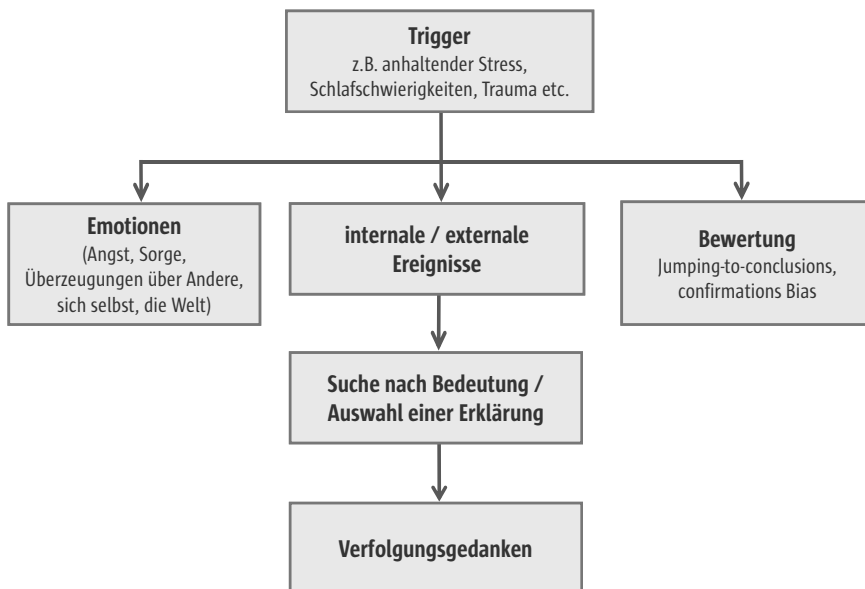 Trigger
z.B. anhaltender Stress,
Schlafschwierigkeiten, Trauma etc.
Emotionen
(Angst, Sorge,
Überzeugungen über Andere,
sich selbst, die Welt)
internale / externale
Ereignisse
Bewertung
Jumping-to-conclusions,
confirmations Bias
Suche nach Bedeutung /
Auswahl einer Erklärung
Verfolgungsgedanken